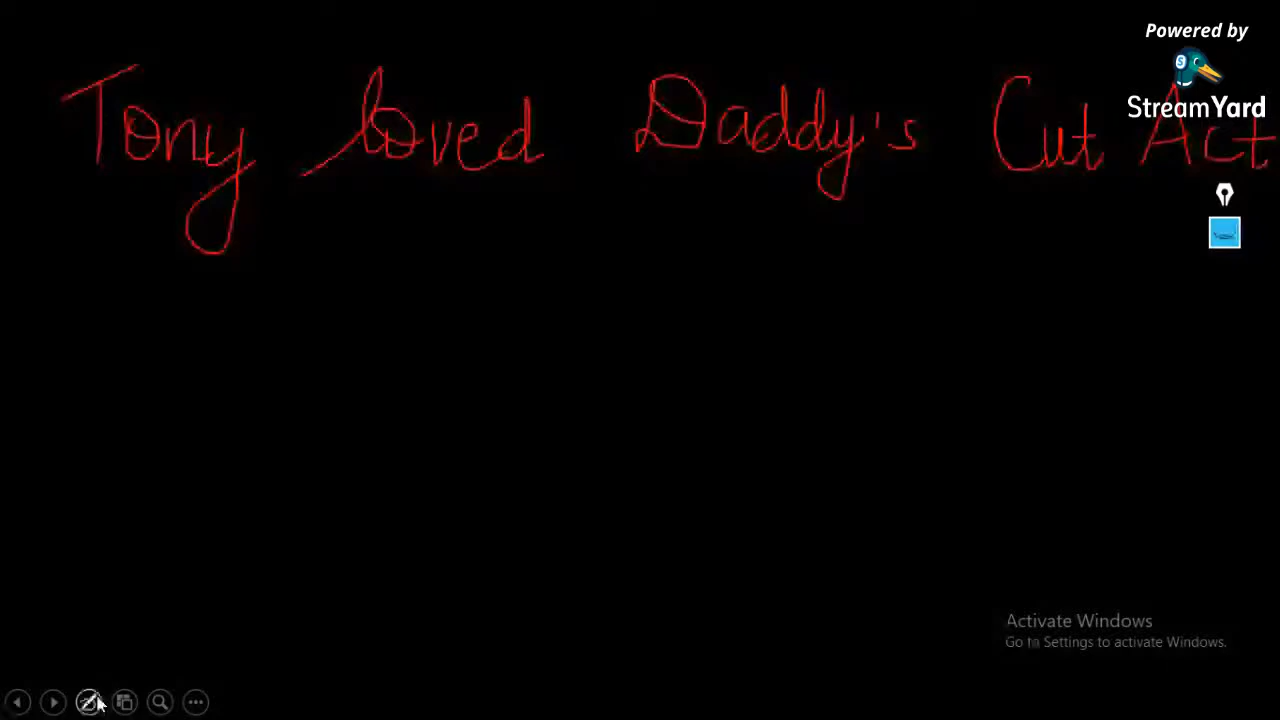 Powered by
StreamYard
Tony loved Daddy's Cut Act
Activate Windows
Go to Settings to activate Windows.